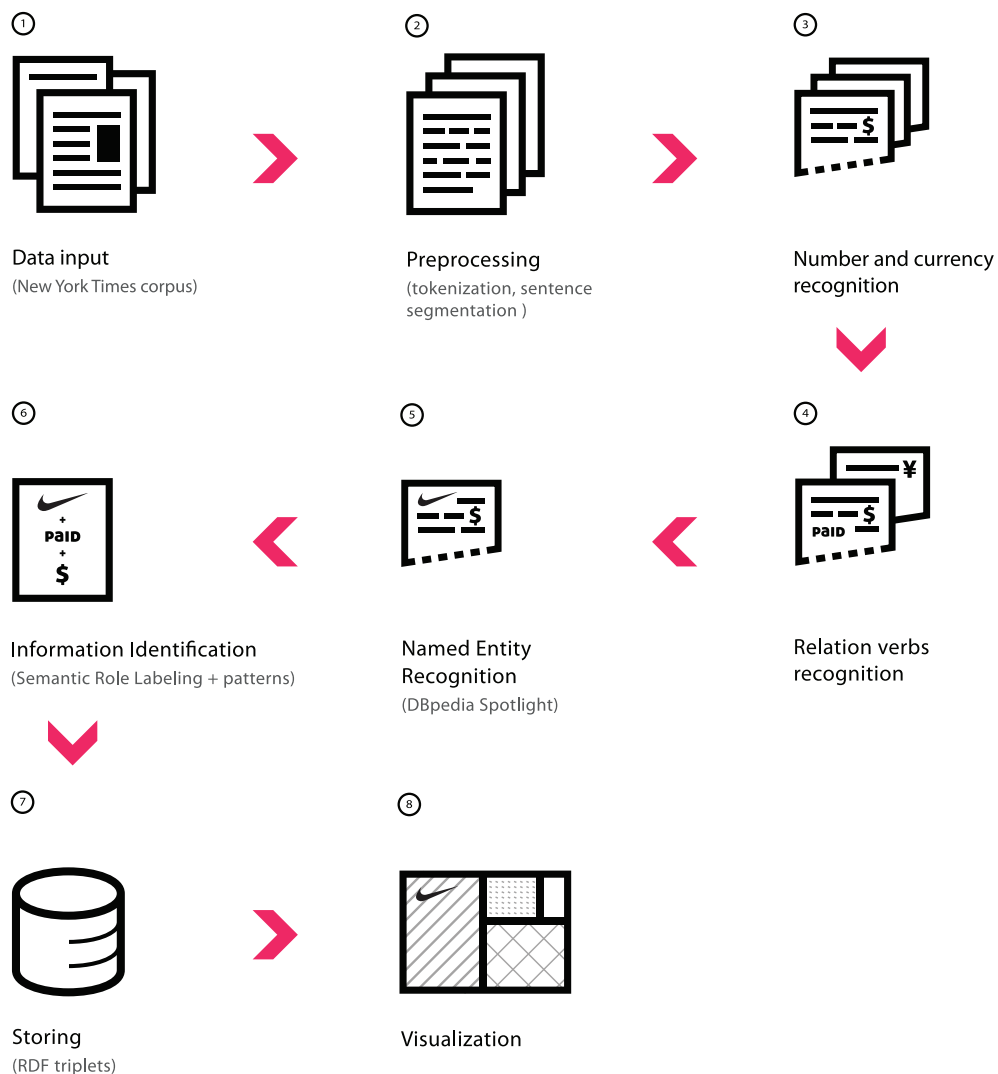 1
Data input
(New York Times corpus)
2
Preprocessing
(tokenization, sentence
segmentation )
3
$
Number and currency
recognition
4
¥
$
PAID
Relation verbs
recognition
5
$
Named Entity
Recognition
(DBpedia Spotlight)
6
+
PAID
+
$
Information Identification
(Semantic Role Labeling + patterns)
7
Storing
(RDF triplets)
8
Visualization